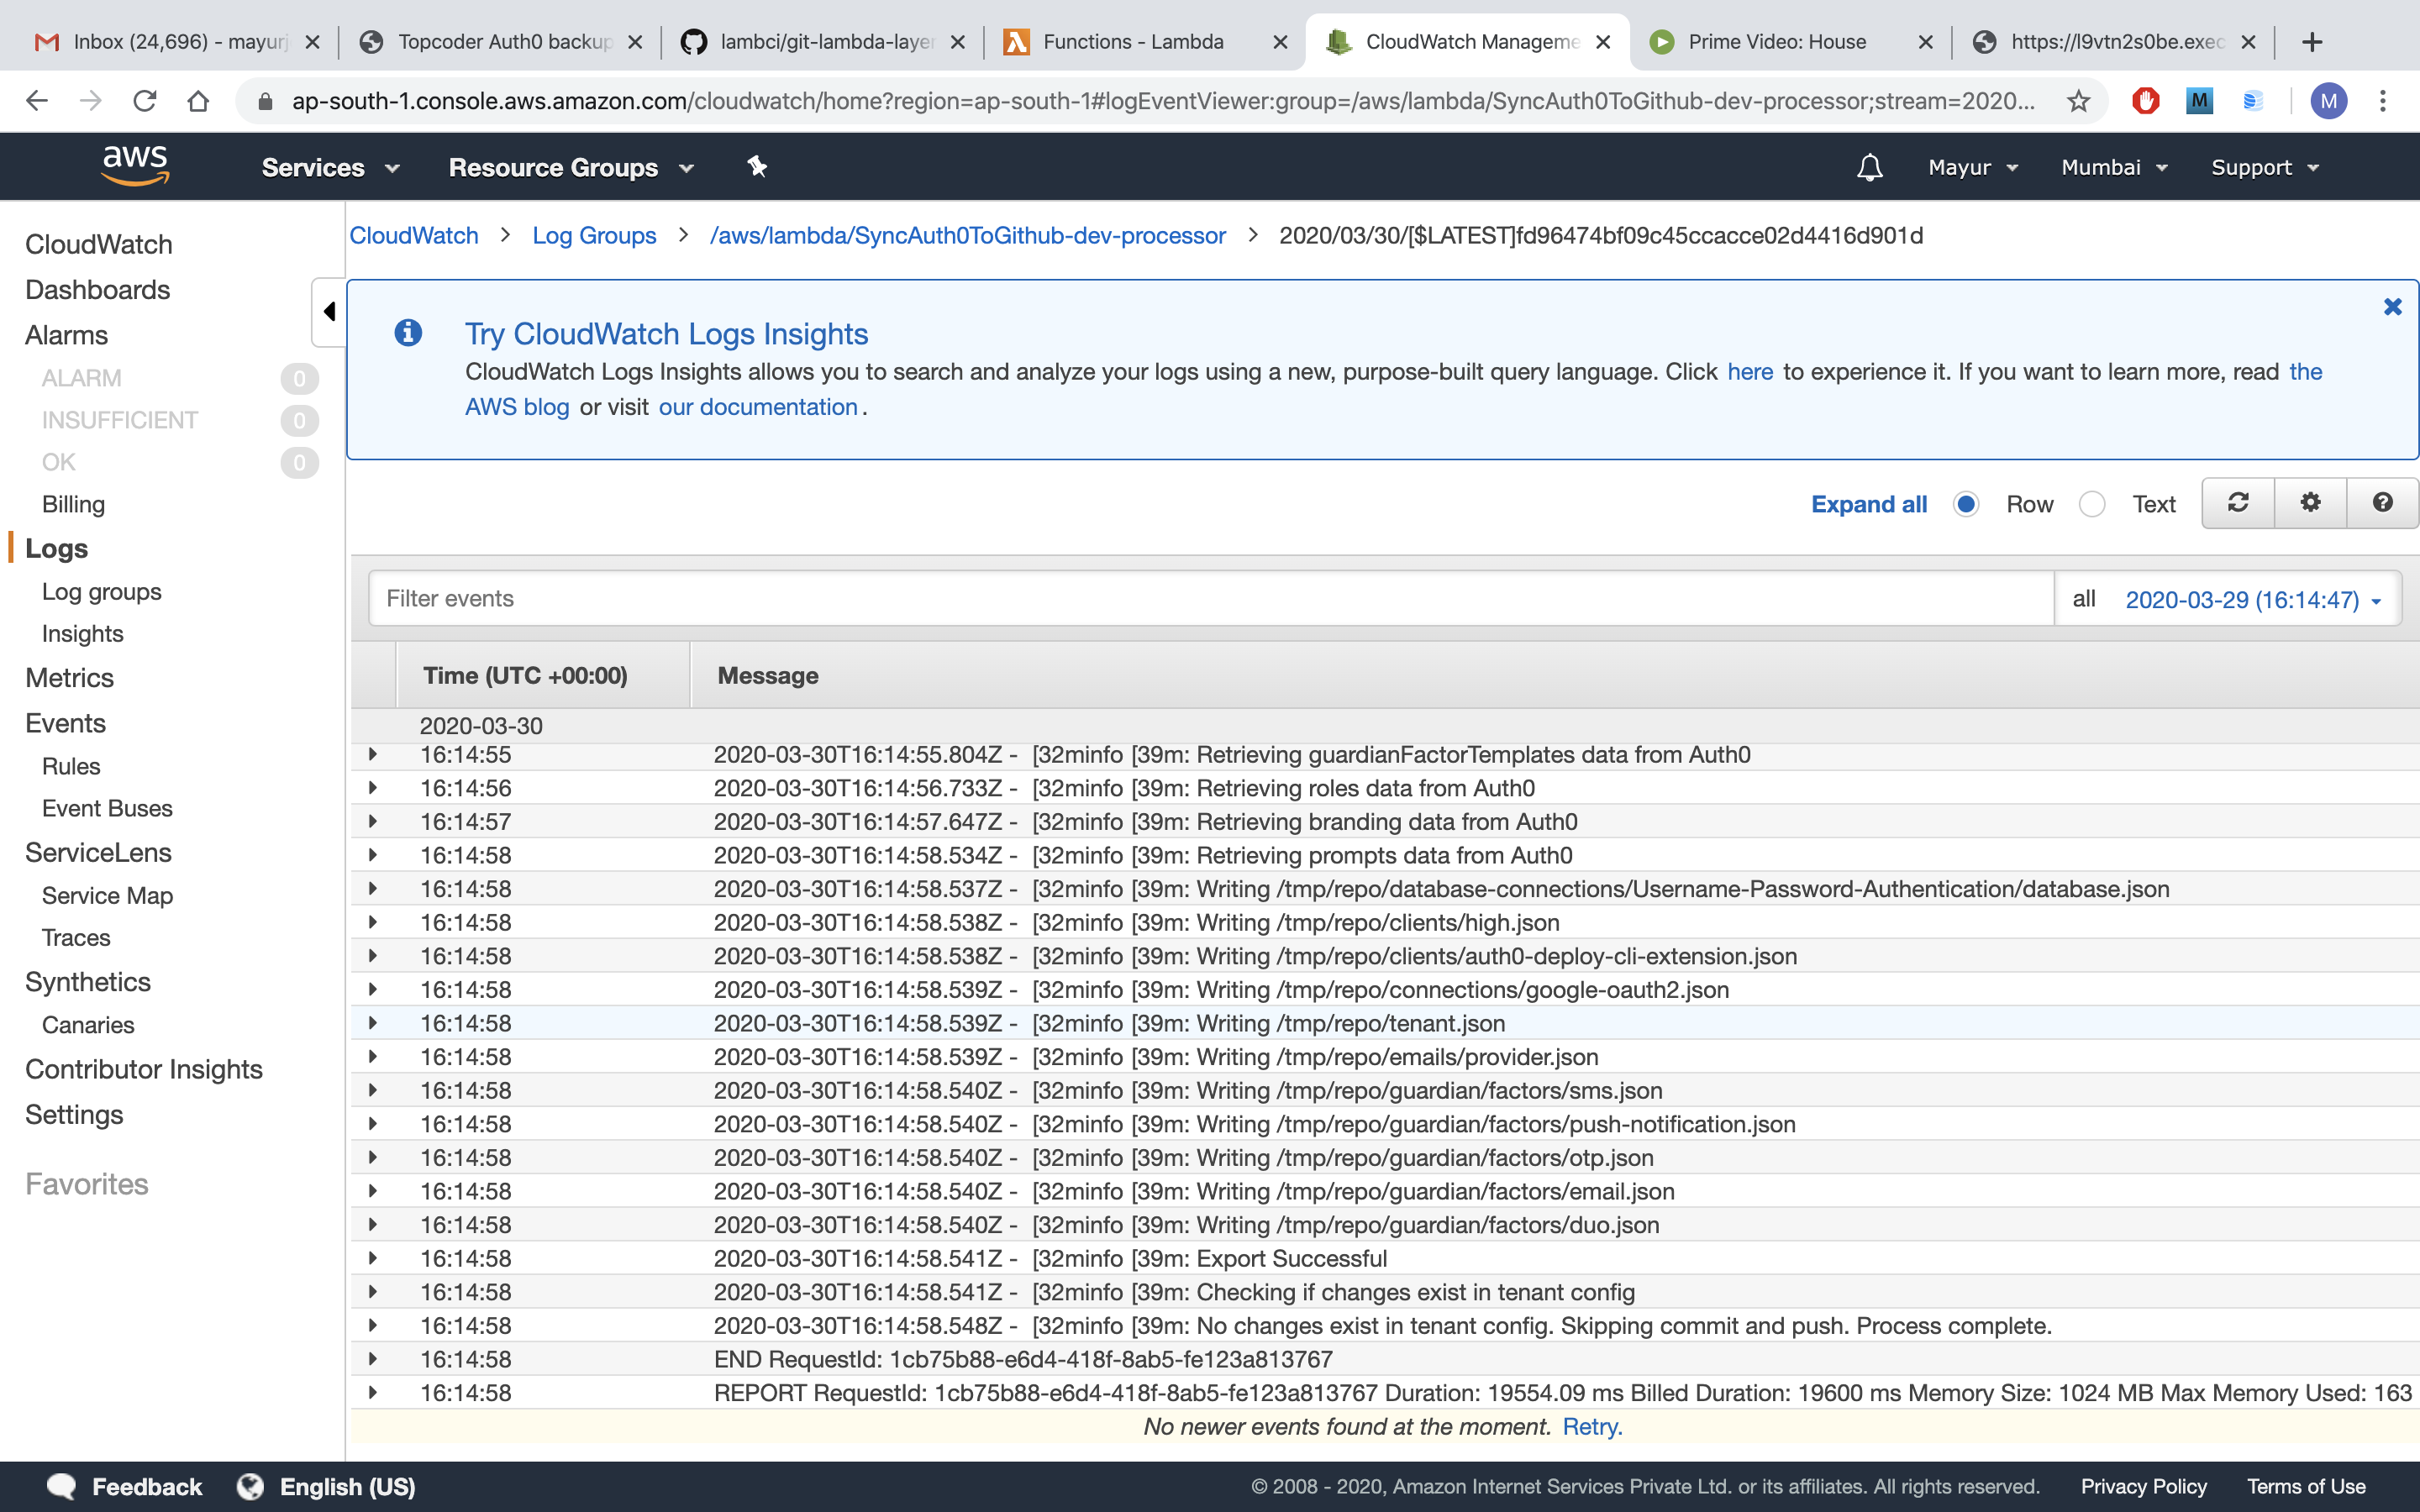 Inbox (24,696) - mayurj
Topcoder Auth0 backup
lambci/git-lambda-layer
Functions - Lambda
CloudWatch Manageme
Prime Video: House
https://l9vtn2s0be.exec
ap-south-1.console.aws.amazon.com/cloudwatch/home?region=ap-south-1#logEventViewer:group=/aws/lambda/SyncAuth0ToGithub-dev-processor;stream=2020...
M
M
aws
Services
Resource Groups
Mayur
Mumbai
Support
CloudWatch
Dashboards
Alarms
ALARM 0
INSUFFICIENT 0
OK 0
Billing
Logs
Log groups
Insights
Metrics
Events
Rules
Event Buses
ServiceLens
Service Map
Traces
Synthetics
Canaries
Contributor Insights
Settings
Favorites
CloudWatch > Log Groups > /aws/lambda/SyncAuth0ToGithub-dev-processor > 2020/03/30/[$LATEST]fd96474bf09c45ccacce02d4416d901d
Try CloudWatch Logs Insights
CloudWatch Logs Insights allows you to search and analyze your logs using a new, purpose-built query language. Click here to experience it. If you want to learn more, read the
AWS blog or visit our documentation.
Expand all Row Text
Filter events all 2020-03-29 (16:14:47)
Time (UTC +00:00) Message
2020-03-30
16:14:55 2020-03-30T16:14:55.804Z - [32minfo [39m: Retrieving guardianFactorTemplates data from Auth0
16:14:56 2020-03-30T16:14:56.733Z - [32minfo [39m: Retrieving roles data from Auth0
16:14:57 2020-03-30T16:14:57.647Z - [32minfo [39m: Retrieving branding data from Auth0
16:14:58 2020-03-30T16:14:58.534Z - [32minfo [39m: Retrieving prompts data from Auth0
16:14:58 2020-03-30T16:14:58.537Z - [32minfo [39m: Writing /tmp/repo/database-connections/Username-Password-Authentication/database.json
16:14:58 2020-03-30T16:14:58.538Z - [32minfo [39m: Writing /tmp/repo/clients/high.json
16:14:58 2020-03-30T16:14:58.538Z - [32minfo [39m: Writing /tmp/repo/clients/auth0-deploy-cli-extension.json
16:14:58 2020-03-30T16:14:58.539Z - [32minfo [39m: Writing /tmp/repo/connections/google-oauth2.json
16:14:58 2020-03-30T16:14:58.539Z - [32minfo [39m: Writing /tmp/repo/tenant.json
16:14:58 2020-03-30T16:14:58.539Z - [32minfo [39m: Writing /tmp/repo/emails/provider.json
16:14:58 2020-03-30T16:14:58.540Z - [32minfo [39m: Writing /tmp/repo/guardian/factors/sms.json
16:14:58 2020-03-30T16:14:58.540Z - [32minfo [39m: Writing /tmp/repo/guardian/factors/push-notification.json
16:14:58 2020-03-30T16:14:58.540Z - [32minfo [39m: Writing /tmp/repo/guardian/factors/otp.json
16:14:58 2020-03-30T16:14:58.540Z - [32minfo [39m: Writing /tmp/repo/guardian/factors/email.json
16:14:58 2020-03-30T16:14:58.540Z - [32minfo [39m: Writing /tmp/repo/guardian/factors/duo.json
16:14:58 2020-03-30T16:14:58.541Z - [32minfo [39m: Export Successful
16:14:58 2020-03-30T16:14:58.541Z - [32minfo [39m: Checking if changes exist in tenant config
16:14:58 2020-03-30T16:14:58.548Z - [32minfo [39m: No changes exist in tenant config. Skipping commit and push. Process complete.
16:14:58 END RequestId: 1cb75b88-e6d4-418f-8ab5-fe123a813767
16:14:58 REPORT RequestId: 1cb75b88-e6d4-418f-8ab5-fe123a813767 Duration: 19554.09 ms Billed Duration: 19600 ms Memory Size: 1024 MB Max Memory Used: 163
No newer events found at the moment. Retry.
Feedback
English (US)
© 2008 - 2020, Amazon Internet Services Private Ltd. or its affiliates. All rights reserved.
Privacy Policy
Terms of Use